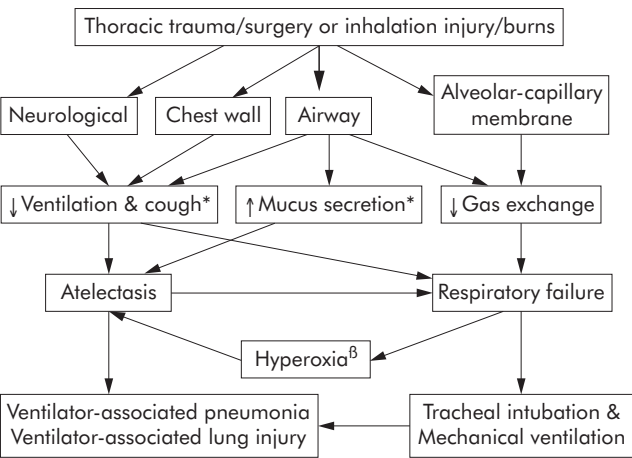 Thoracic trauma/surgery or inhalation injury/burns
Neurological
Chest wall
Airway
Alveolar-capillary
membrane
↓Ventilation & cough*
↑Mucus secretion*
↓Gas exchange
Atelectasis
Respiratory failure
Hyperoxiaᵝ
Ventilator-associated pneumonia
Ventilator-associated lung injury
Tracheal intubation &
Mechanical ventilation